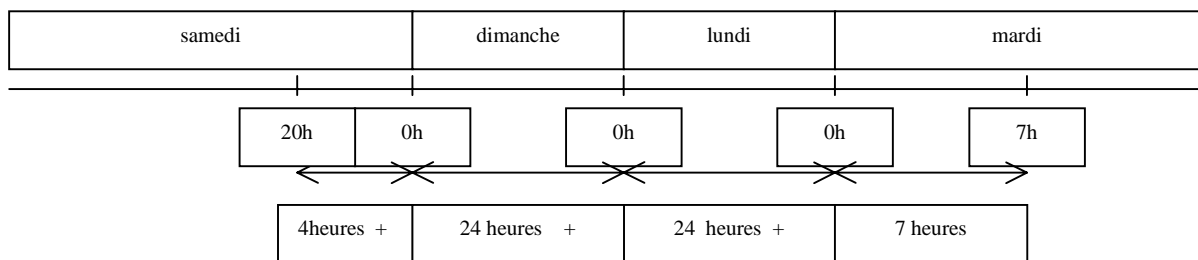 samedi dimanche lundi mardi
20h 0h 0h 0h 7h
4heures + 24 heures + 24 heures + 7 heures